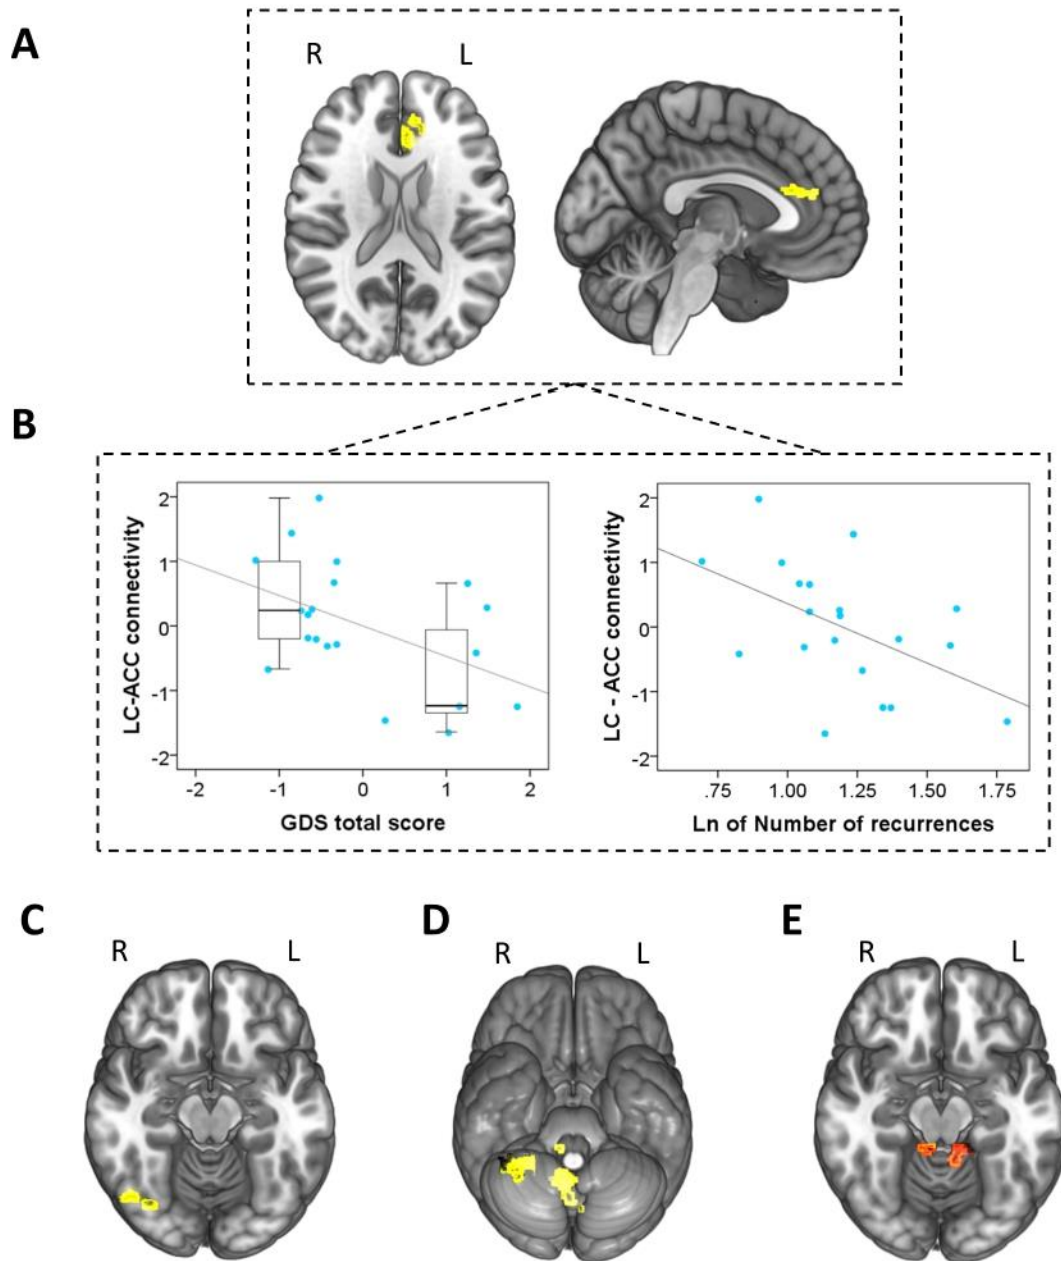 A
R L
B
LC-ACC connectivity
2
1
0
-1
-2
-2 -1 0 1 2
GDS total score
LC - ACC connectivity
2
1
0
-1
-2
.75 1.00 1.25 1.50 1.75
Ln of Number of recurrences
C
R L
D
R L
E
R L